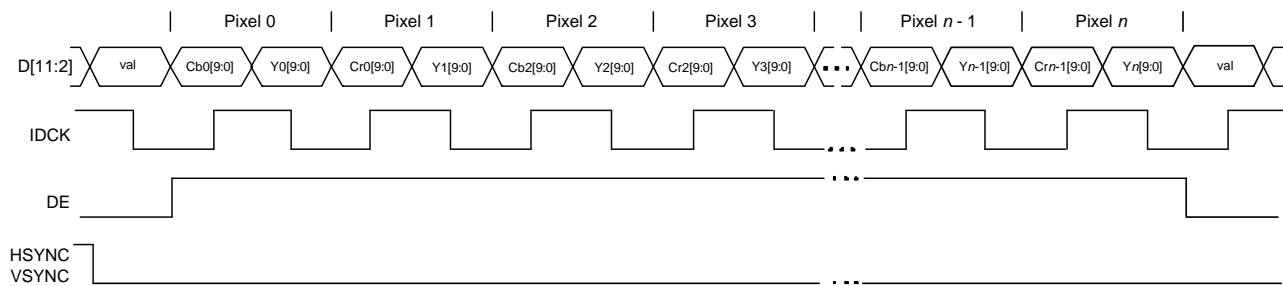 Pixel 0 Pixel 1 Pixel 2 Pixel 3 Pixel n - 1 Pixel n
D[11:2] val Cb0[9:0] Y0[9:0] Cr0[9:0] Y1[9:0] Cb2[9:0] Y2[9:0] Cr2[9:0] Y3[9:0] ... Cbn-1[9:0] Yn-1[9:0] Crn-1[9:0] Yn[9:0] val
IDCK ...
DE ...
HSYNC
VSYNC ...